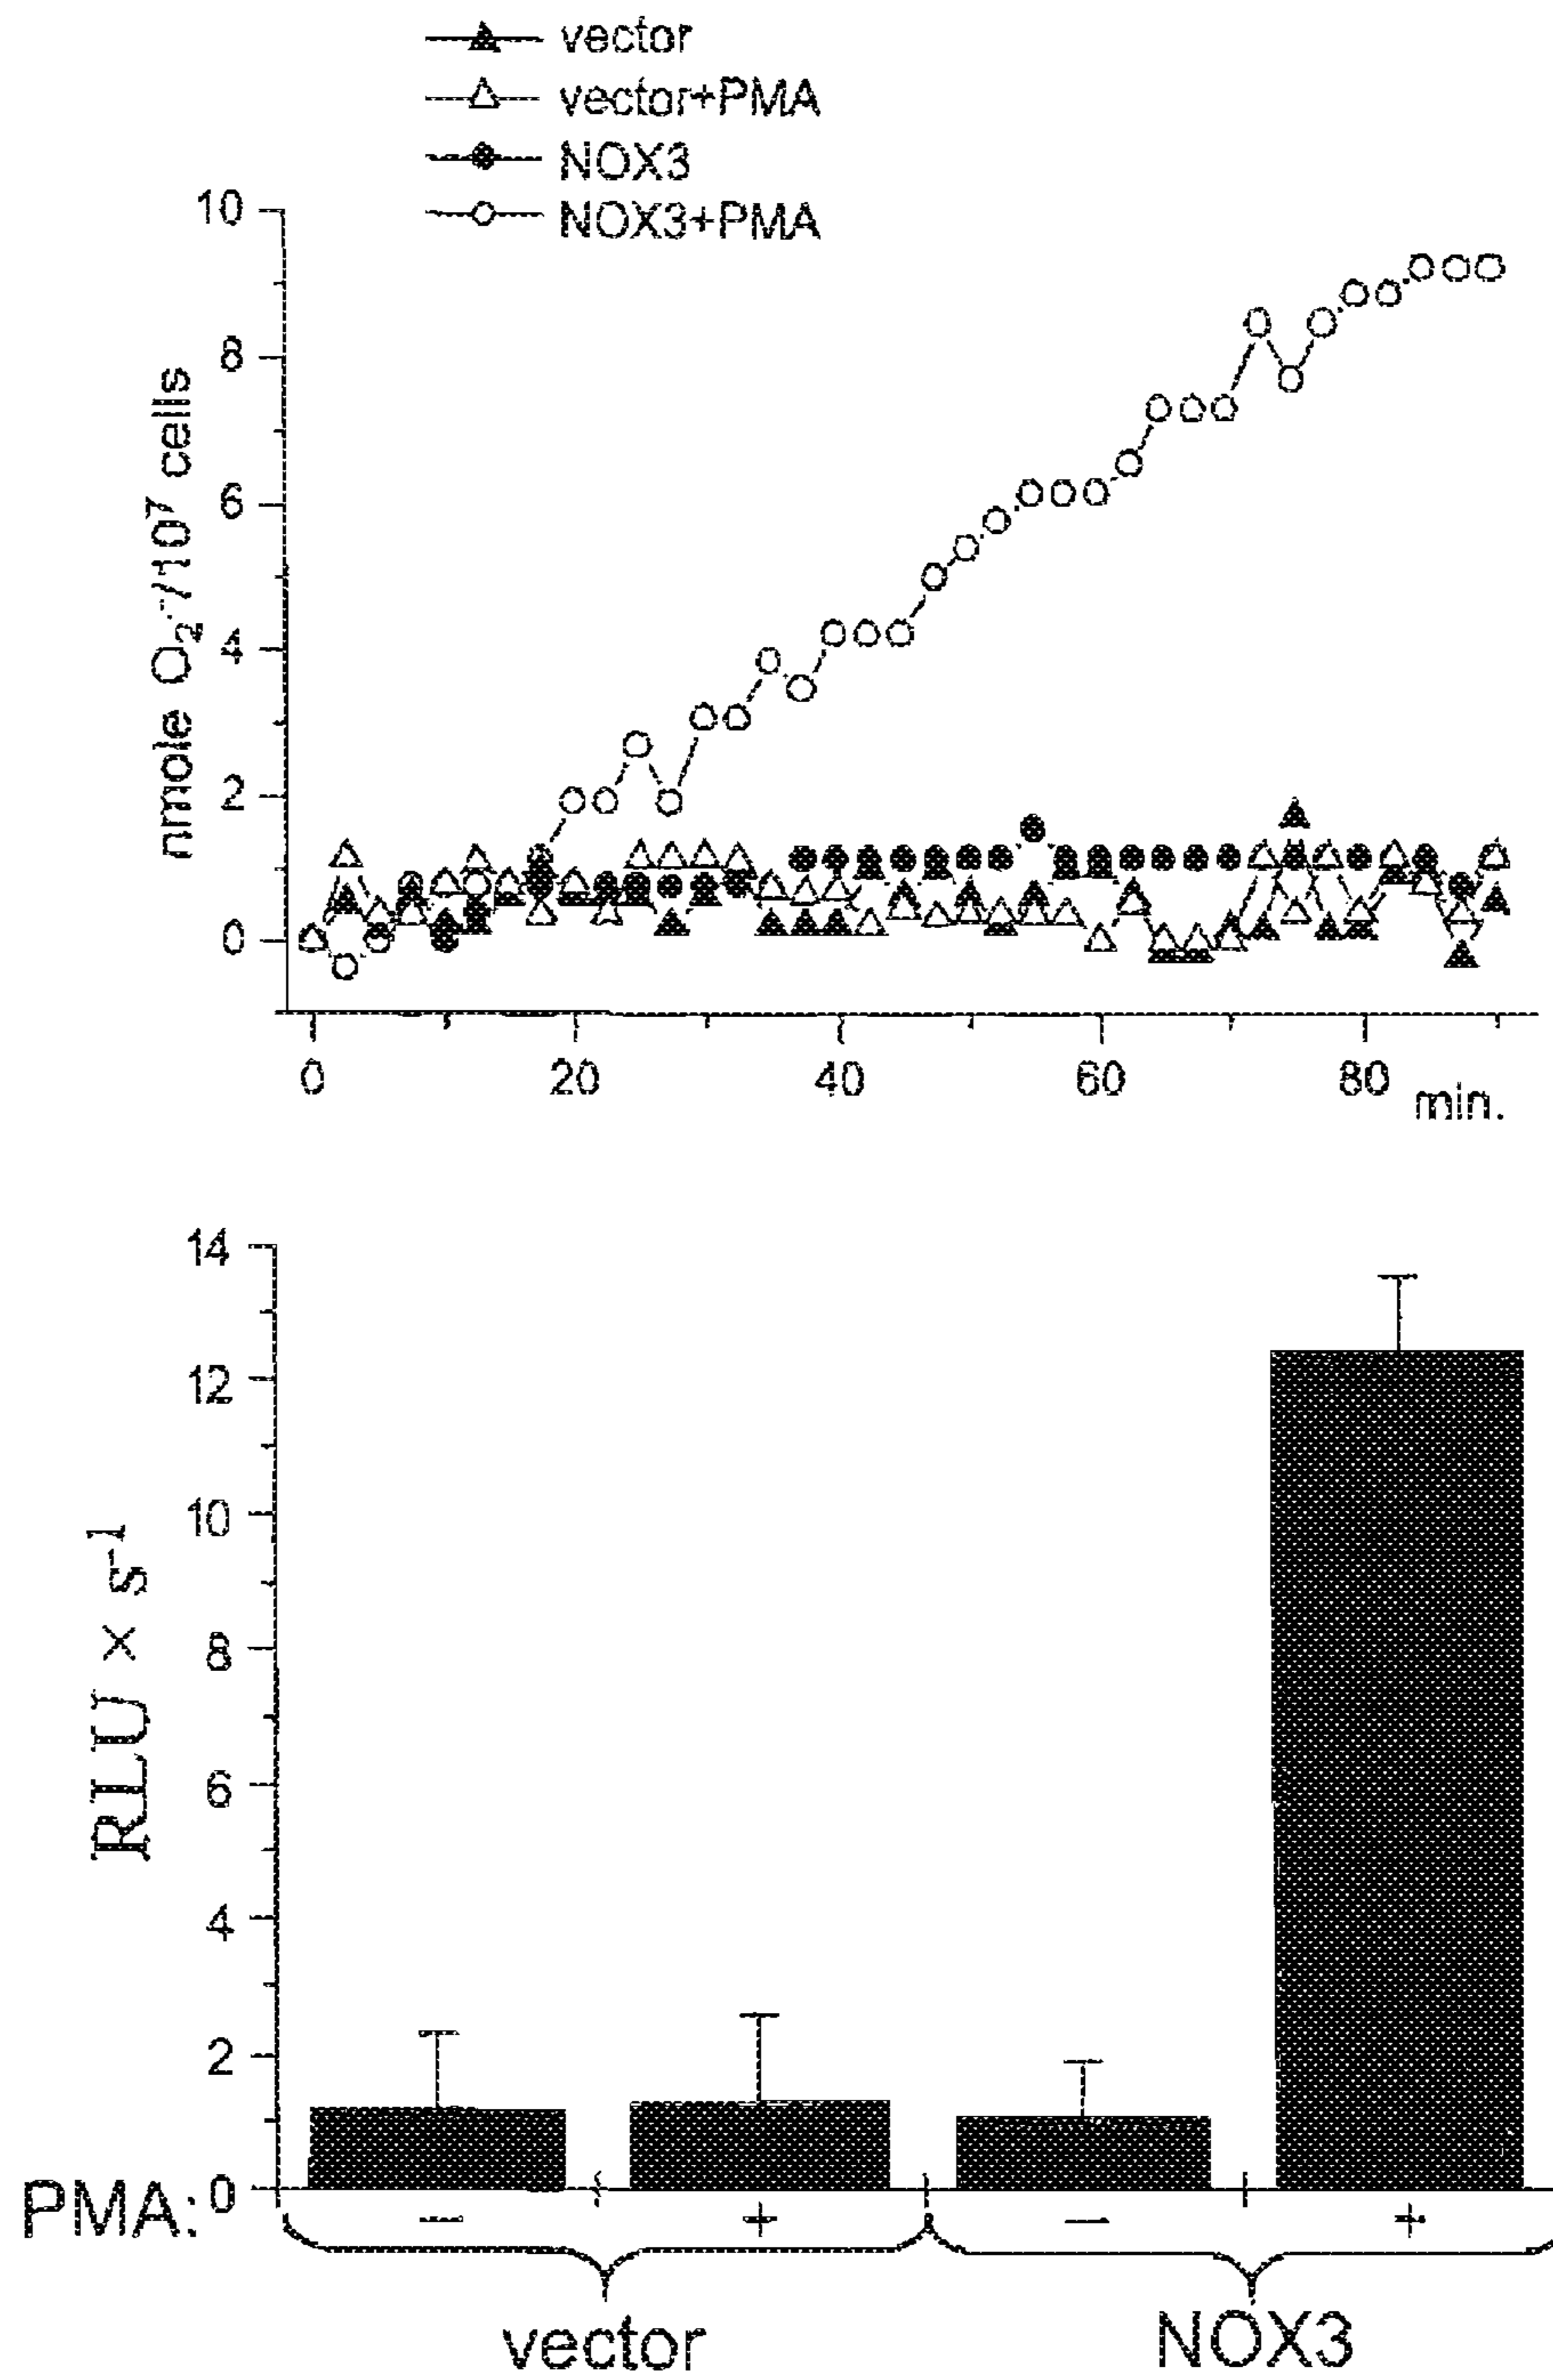 vector
vector+PMA
NOX3
NOX3+PMA
10
8
6
4
2
0
nmole O₂·⁻/10⁷ cells
0 20 40 60 80 min.
14
12
10
8
6
4
2
0
RLU × s⁻¹
PMA: — + — +
vector NOX3